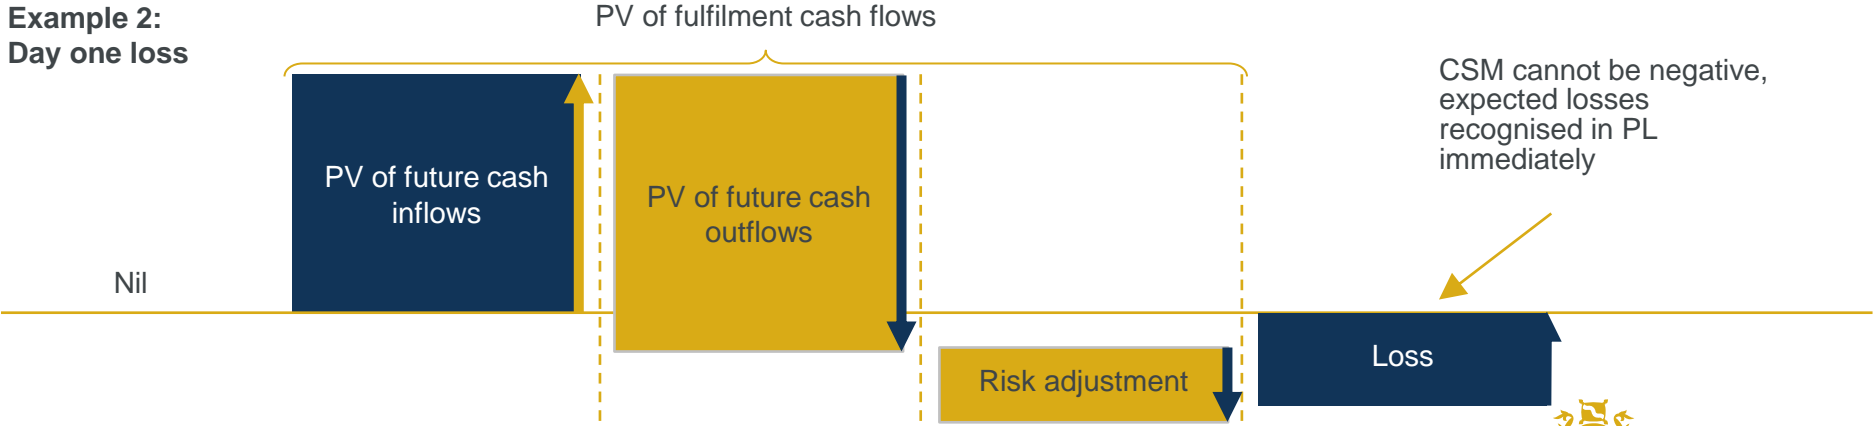 Example 2:
Day one loss
PV of fulfilment cash flows
CSM cannot be negative,
expected losses
recognised in PL
immediately
PV of future cash
inflows
PV of future cash
outflows
Nil
Risk adjustment
Loss